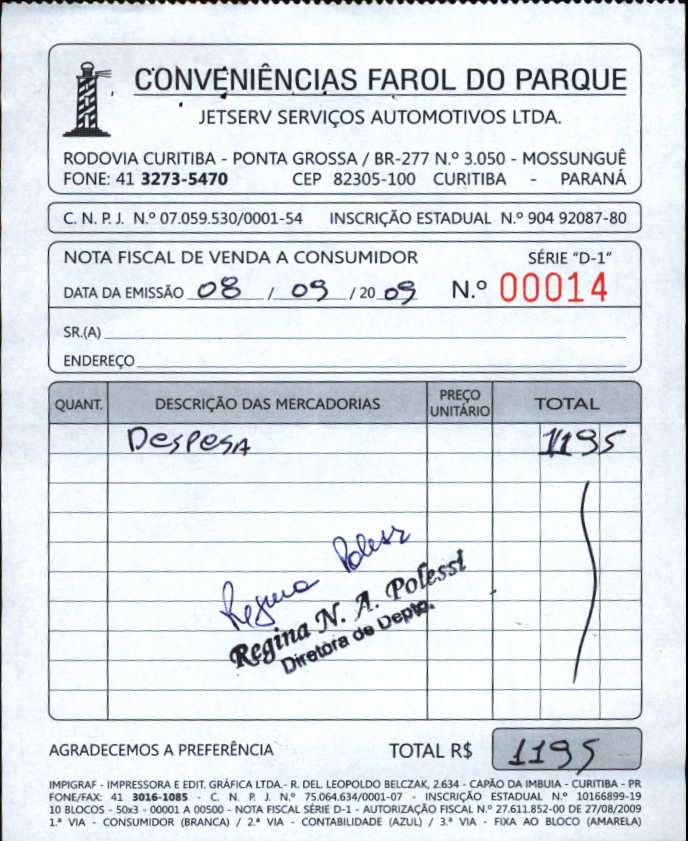 CONVENIÊNCIAS FAROL DO PARQUE
JETSERV SERVIÇOS AUTOMOTIVOS LTDA.
RODOVIA CURITIBA - PONTA GROSSA / BR-277 N.º 3.050 - MOSSUNGUÊ
FONE: 41 3273-5470 CEP 82305-100 CURITIBA - PARANÁ
C. N. P. J. N.º 07.059.530/0001-54 INSCRIÇÃO ESTADUAL N.º 904 92087-80
NOTA FISCAL DE VENDA A CONSUMIDOR SÉRIE "D-1"
DATA DA EMISSÃO 08 / 09 / 20 09 N.º 00014
SR.(A)
ENDEREÇO
QUANT. DESCRIÇÃO DAS MERCADORIAS PREÇO UNITÁRIO TOTAL
Despesa 1195
Regina Polessi
Regina N. A. Polessi
Diretora de Depto.
AGRADECEMOS A PREFERÊNCIA TOTAL R$ 1195
IMPIGRAF - IMPRESSORA E EDIT. GRÁFICA LTDA.- R. DEL. LEOPOLDO BELCZAK, 2.634 - CAPÃO DA IMBUIA - CURITIBA - PR
FONE/FAX: 41 3016-1085 - C. N. P. J. N.º 75.064.634/0001-07 - INSCRIÇÃO ESTADUAL N.º 10166899-19
10 BLOCOS - 50x3 - 00001 A 00500 - NOTA FISCAL SÉRIE D-1 - AUTORIZAÇÃO FISCAL N.º 27.611.852-00 DE 27/08/2009
1.ª VIA - CONSUMIDOR (BRANCA) / 2.ª VIA - CONTABILIDADE (AZUL) / 3.ª VIA - FIXA AO BLOCO (AMARELA)